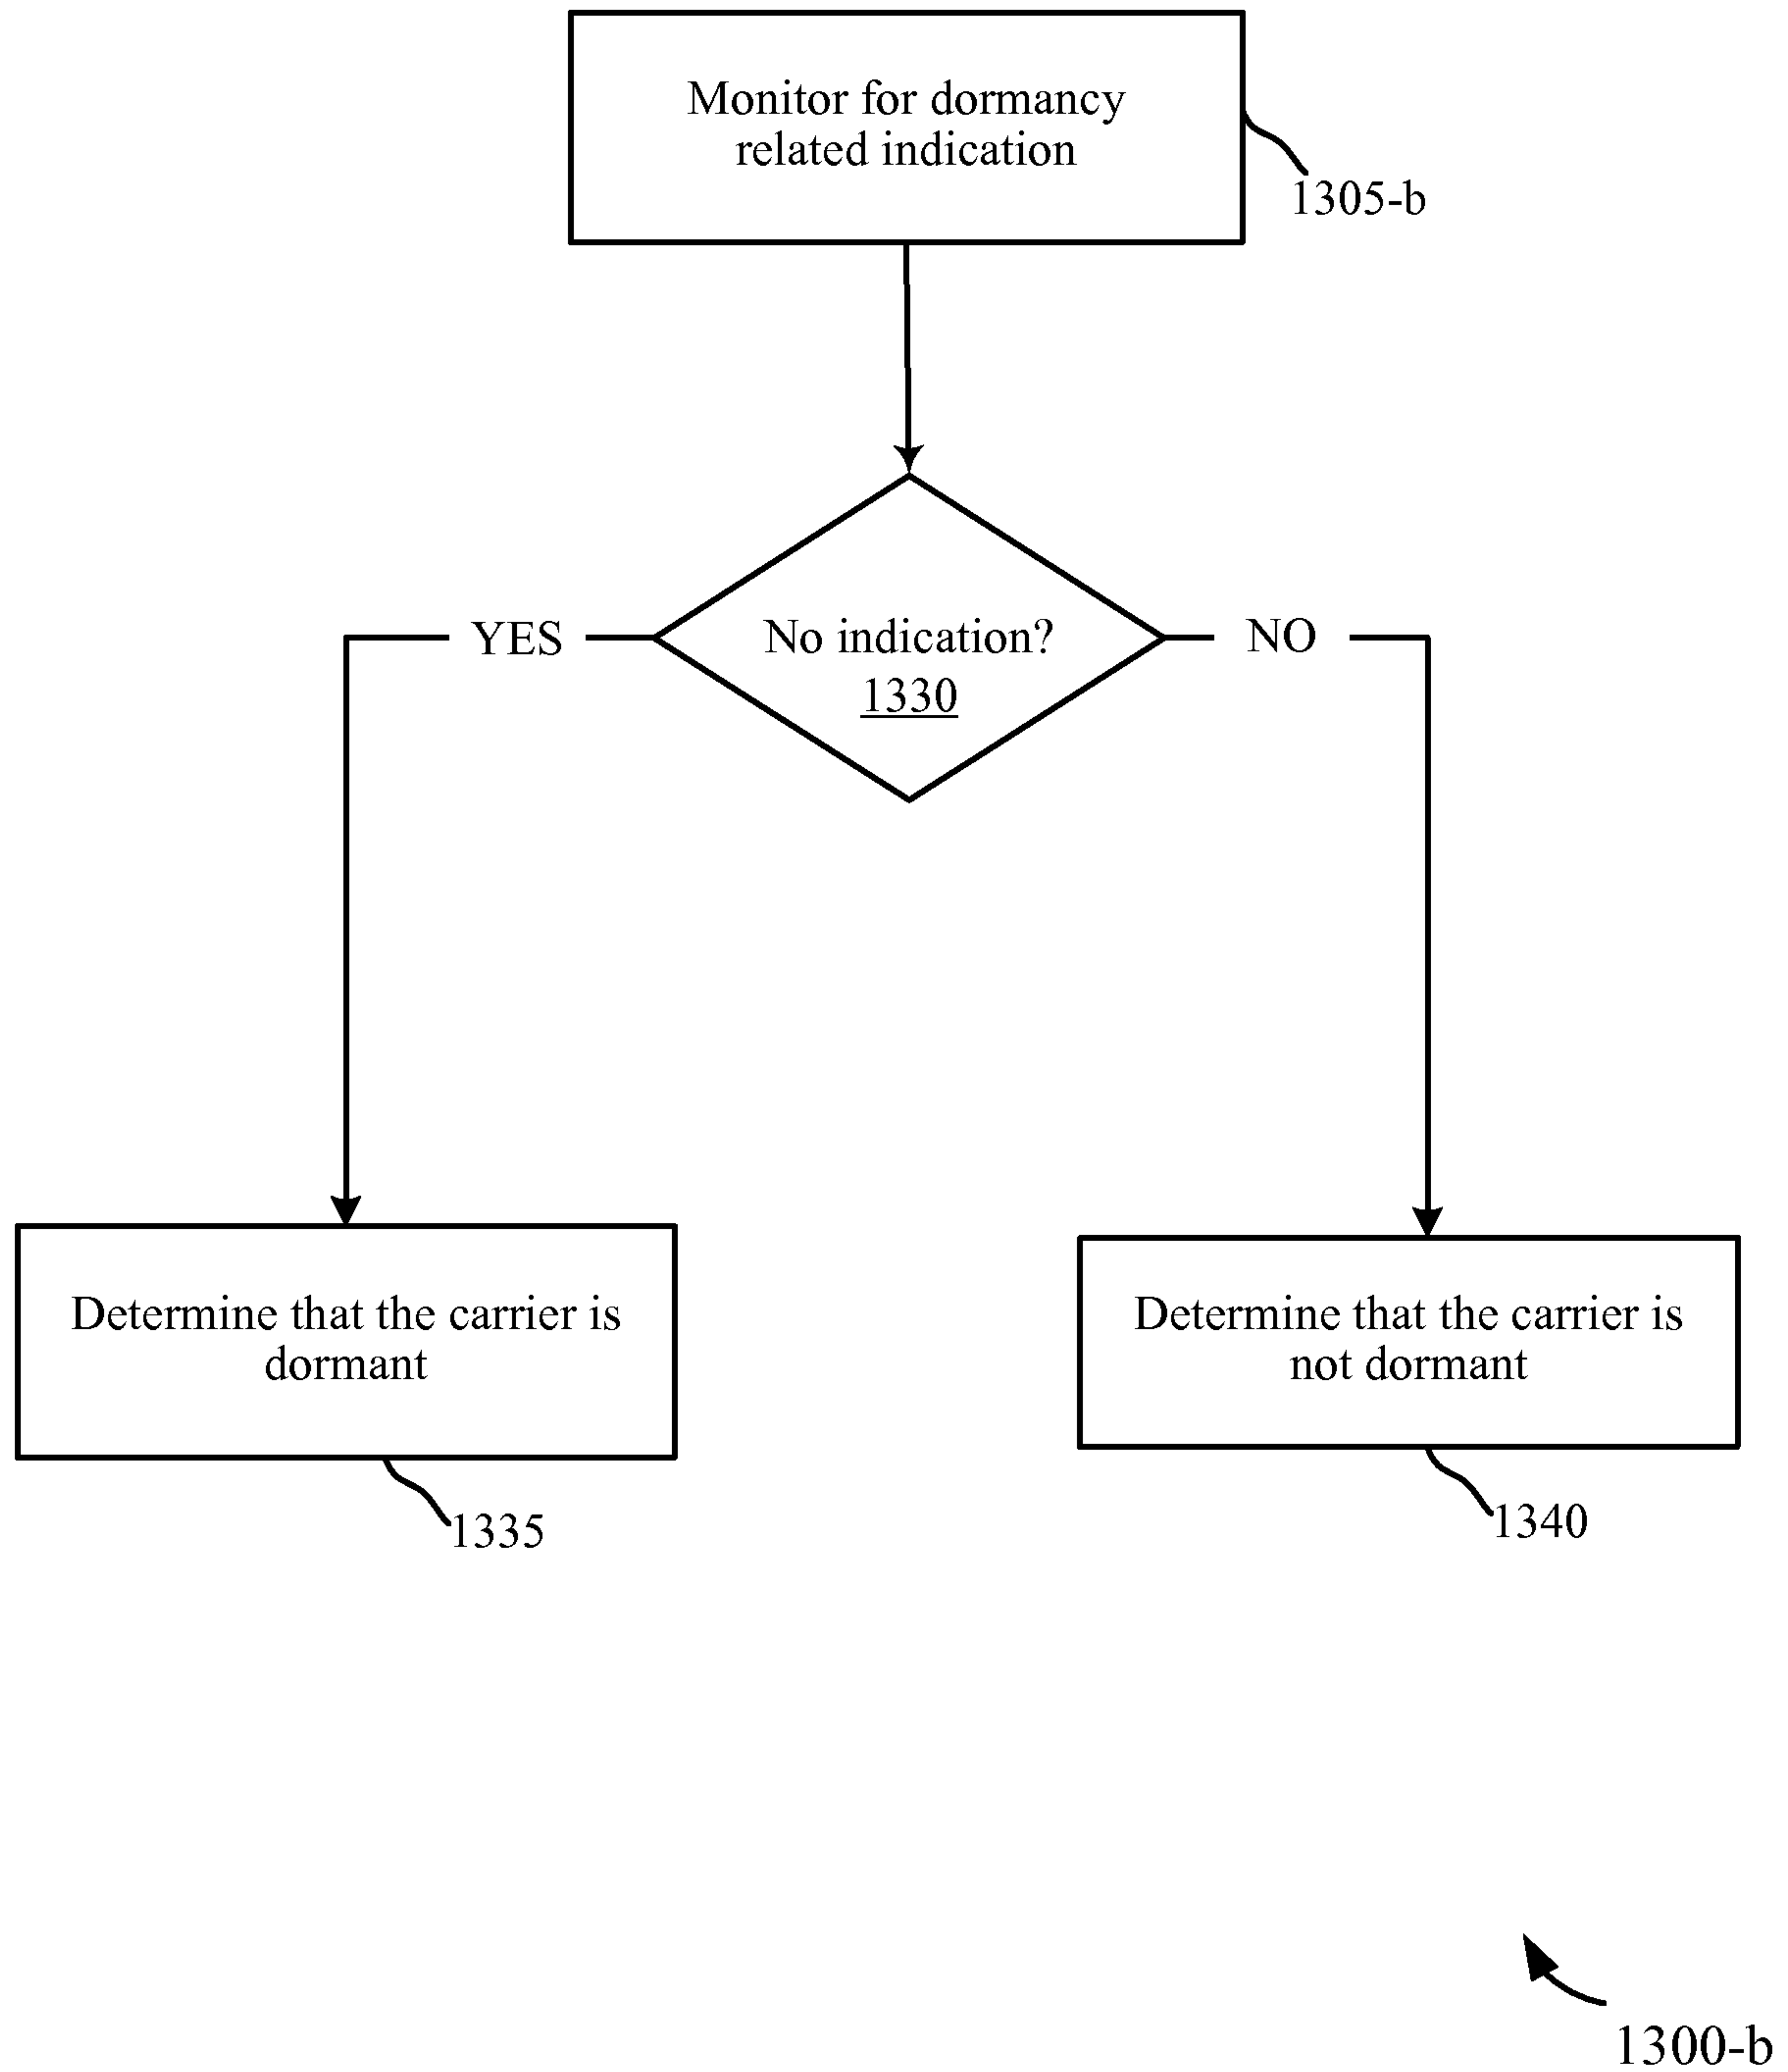 Monitor for dormancy
related indication
1305-b
No indication?
1330
YES
NO
Determine that the carrier is
dormant
1335
Determine that the carrier is
not dormant
1340
1300-b